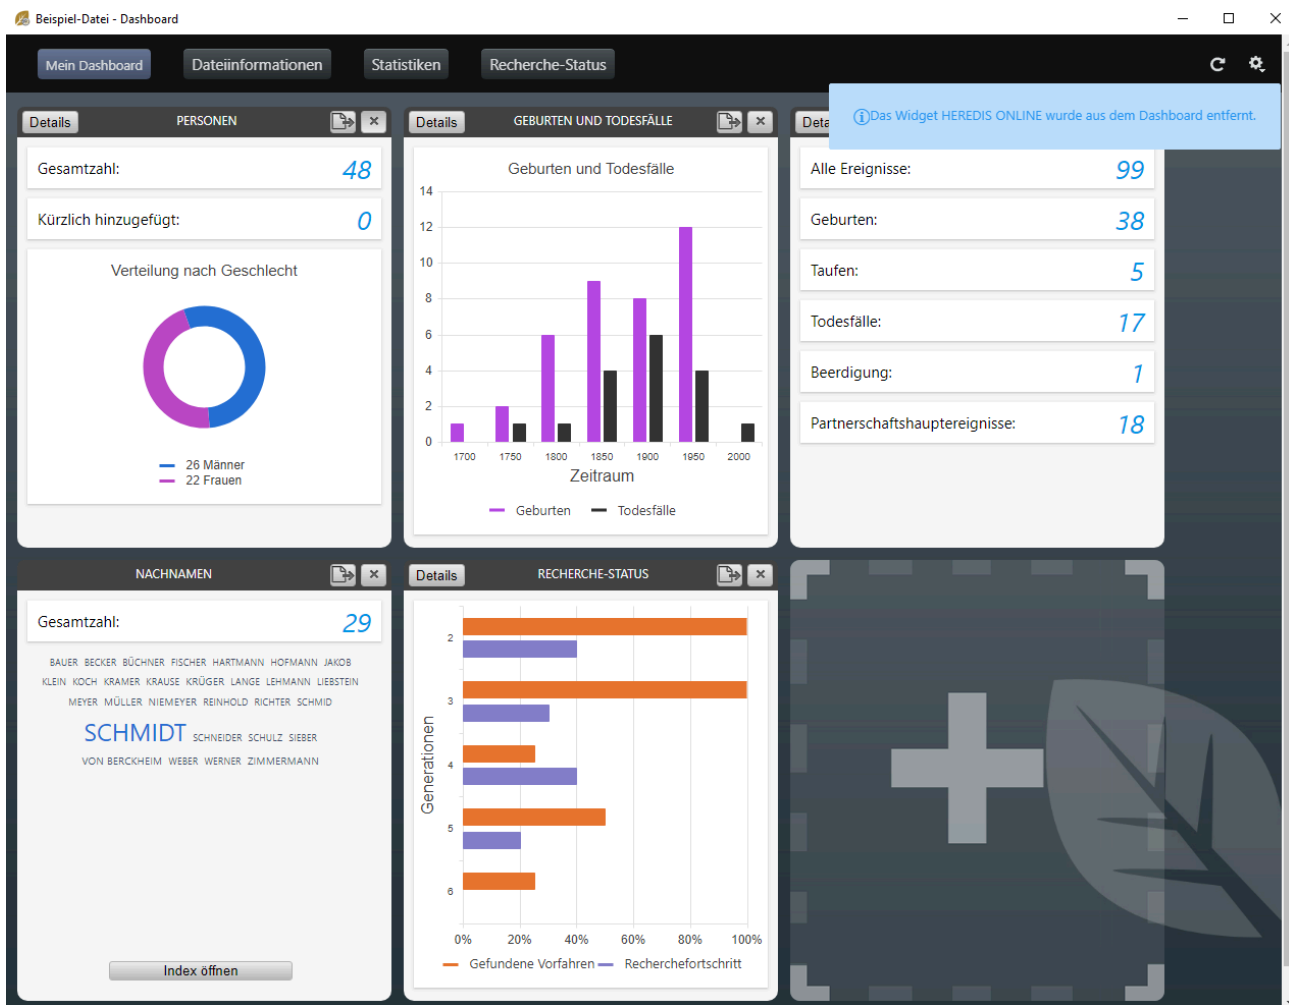 Beispiel-Datei - Dashboard
Mein Dashboard
Dateiinformationen
Statistiken
Recherche-Status
Das Widget HEREDIS ONLINE wurde aus dem Dashboard entfernt.
Details
PERSONEN
Gesamtzahl:
48
Kürzlich hinzugefügt:
0
Verteilung nach Geschlecht
26 Männer
22 Frauen
Details
GEBURTEN UND TODESFÄLLE
Geburten und Todesfälle
14
12
10
8
6
4
2
0
1700 1750 1800 1850 1900 1950 2000
Zeitraum
Geburten Todesfälle
Deta
Alle Ereignisse:
99
Geburten:
38
Taufen:
5
Todesfälle:
17
Beerdigung:
1
Partnerschaftshauptereignisse:
18
NACHNAMEN
Gesamtzahl:
29
BAUER BECKER BÜCHNER FISCHER HARTMANN HOFMANN JAKOB
KLEIN KOCH KRAMER KRAUSE KRÜGER LANGE LEHMANN LIEBSTEIN
MEYER MÜLLER NIEMEYER REINHOLD RICHTER SCHMID
SCHMIDT SCHNEIDER SCHULZ SIEBER
VON BERCKHEIM WEBER WERNER ZIMMERMANN
Index öffnen
Details
RECHERCHE-STATUS
Generationen
2
3
4
5
6
0% 20% 40% 60% 80% 100%
Gefundene Vorfahren Recherchefortschritt